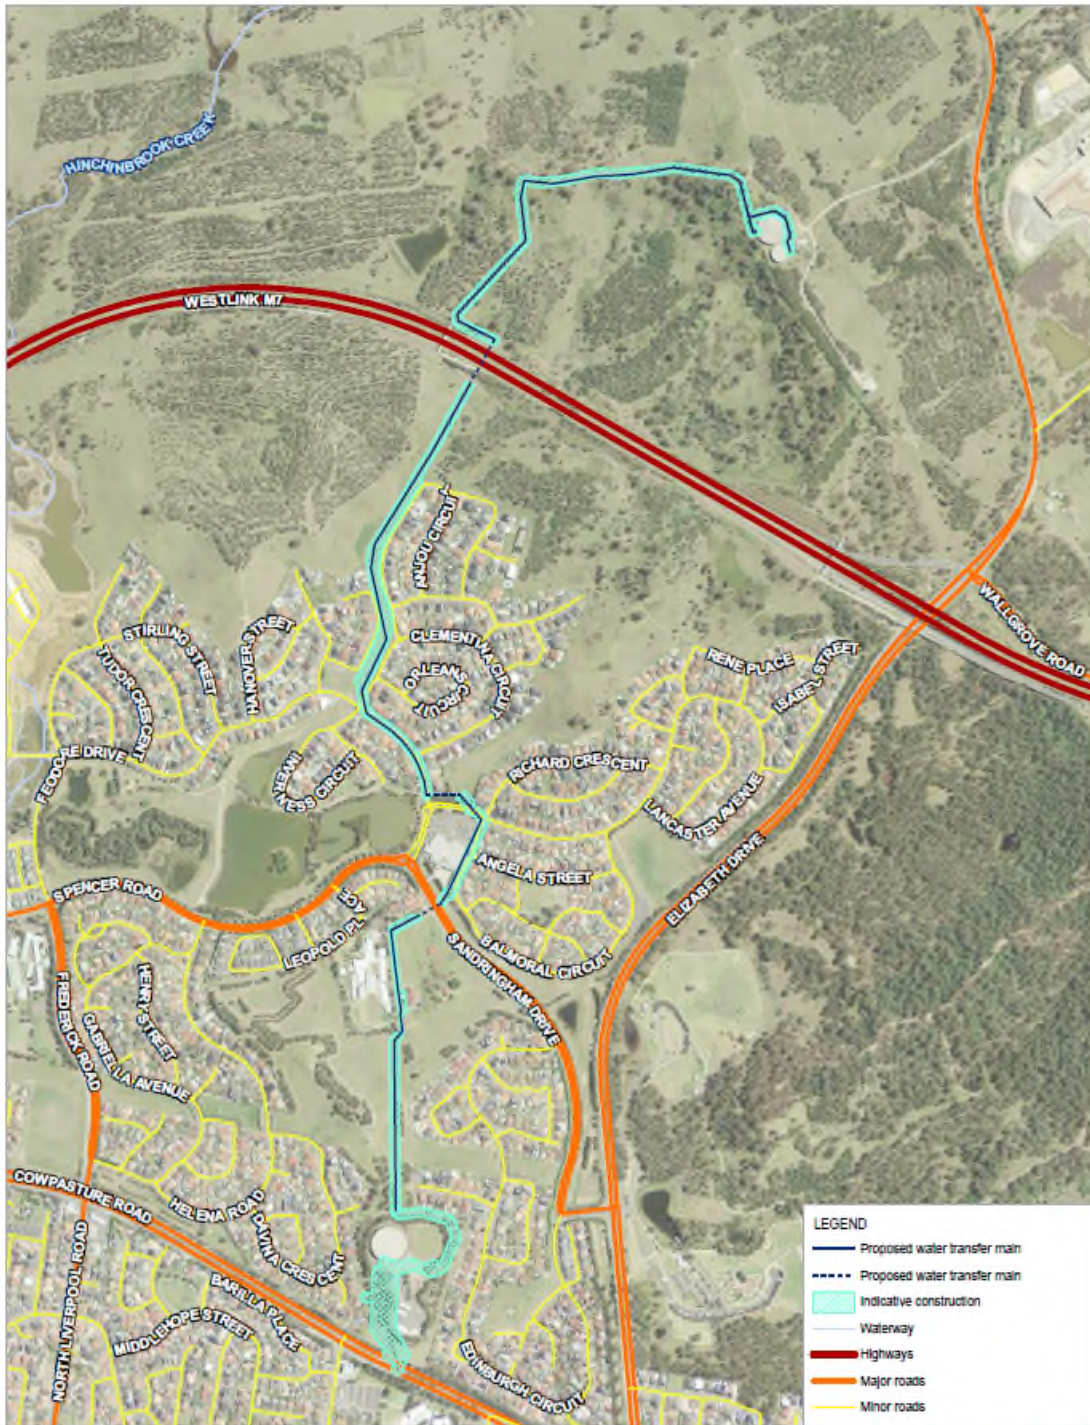 HINCHINBROOK CREEK
WESTLINK M7
ANJOU CIRCUIT
WALLGROVE ROAD
STIRLING STREET
HANOVER STREET
CLEMENTINA CIRCUIT
RENE PLACE
ISABEL STREET
TUDOR CRESCENT
ORLEANS CIRCUIT
FEODORE DRIVE
INVERNESS CIRCUIT
RICHARD CRESCENT
LANCASTER AVENUE
ANGELA STREET
ELIZABETH DRIVE
SPENCER ROAD
LEOPOLD PLACE
BALMORAL CIRCUIT
SANDRINGHAM DRIVE
FREDERICK ROAD
HENRY STREET
GABRIELLA AVENUE
COWPASTURE ROAD
HELENA ROAD
DAVINA CRESCENT
NORTH LIVERPOOL ROAD
BARILLA PLACE
MIDDLEHOPE STREET
EDINBURGH CIRCUIT
LEGEND
Proposed water transfer main
Proposed water transfer main
Indicative construction
Waterway
Highways
Major roads
Minor roads